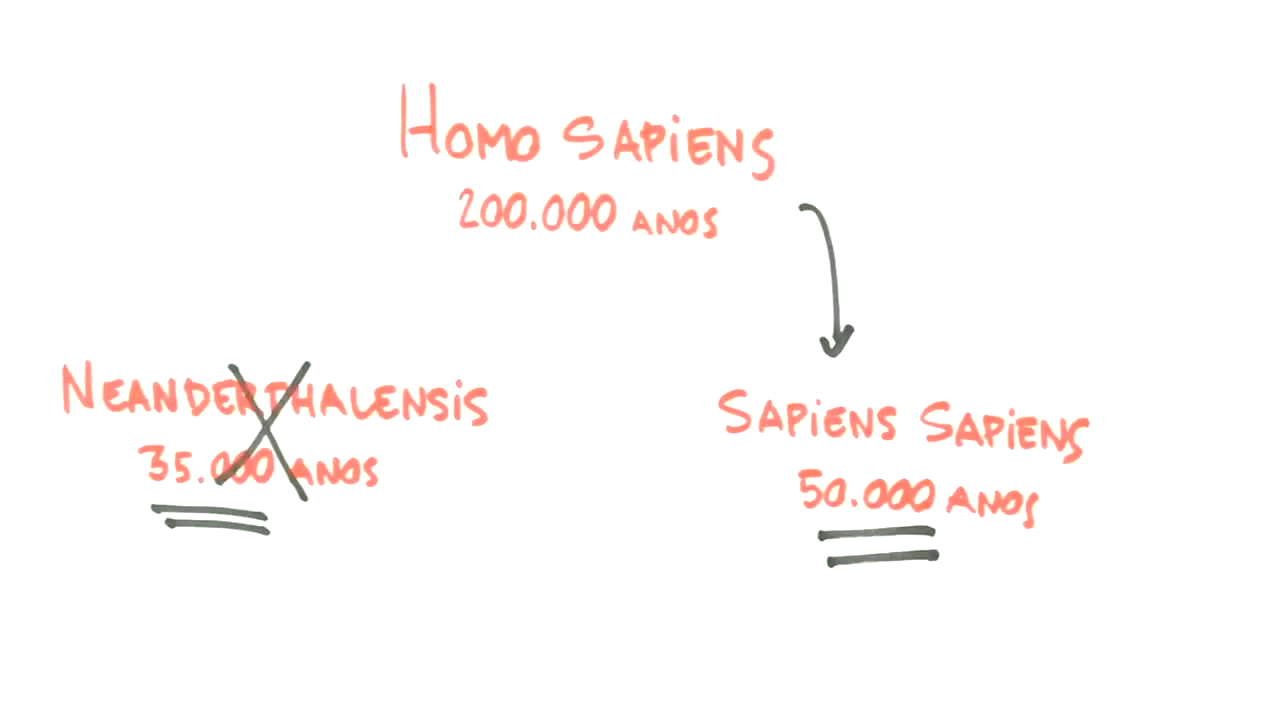 Homo sapiens
200.000 anos
Neanderthalensis
35.000 anos
Sapiens Sapiens
50.000 anos